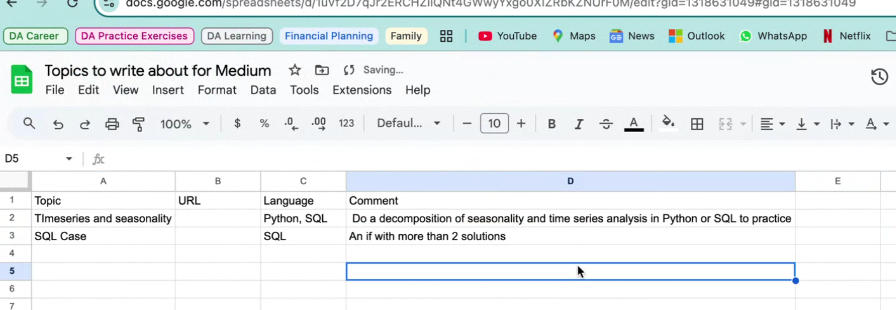 docs.google.com/spreadsheets/d/1uVf2D7qJr2ERCHZIlQNt4GWwyYxgo0XIZRbKZNUrF0M/edit?gid=1318631049#gid=1318631049
DA Career DA Practice Exercises DA Learning Financial Planning Family YouTube Maps News Outlook WhatsApp Netflix
Topics to write about for Medium Saving...
File Edit View Insert Format Data Tools Extensions Help
100% $ % .0 .00 123 Defaul... − 10 + B I S A A
D5 fx
A B C D E
1 Topic URL Language Comment
2 TImeseries and seasonality Python, SQL Do a decomposition of seasonality and time series analysis in Python or SQL to practice
3 SQL Case SQL An if with more than 2 solutions
4
5
6
7